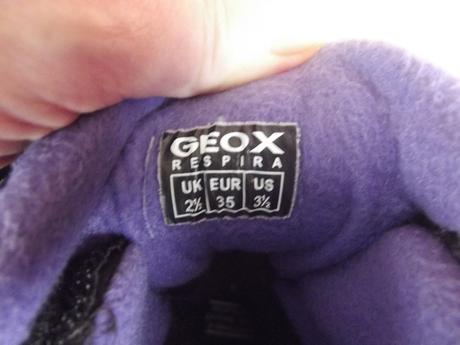 GEOX
RESPIRA
UK EUR US
2½ 35 3½